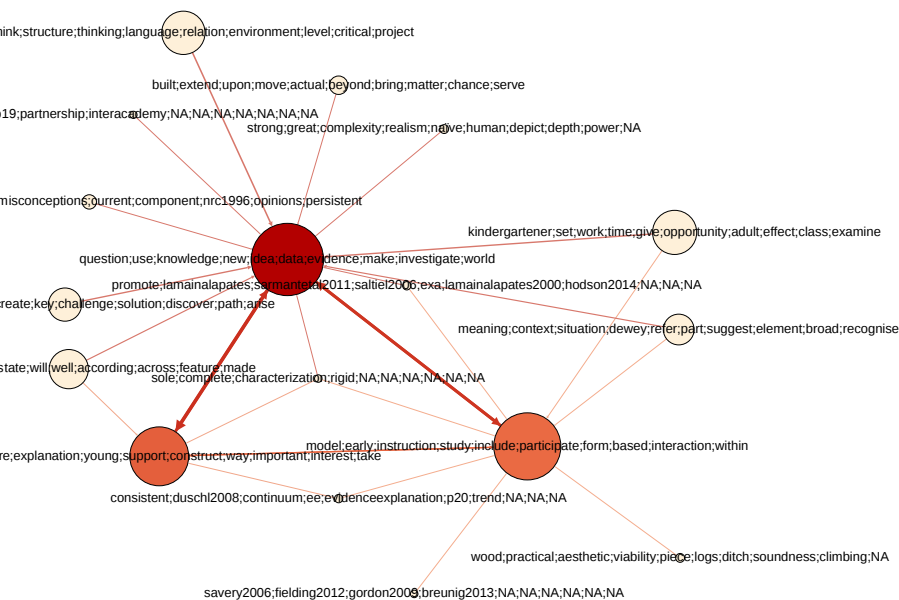 ink;structure;thinking;language;relation;environment;level;critical;project
built;extend;upon;move;actual;beyond;bring;matter;chance;serve
19;partnership;interacademy;NA;NA;NA;NA;NA;NA;NA
strong;great;complexity;realism;naïve;human;depict;depth;power;NA
misconceptions;current;component;nrc1996;opinions;persistent
kindergartener;set;work;time;give;opportunity;adult;effect;class;examine
question;use;knowledge;new;idea;data;evidence;make;investigate;world
promote;lamainalapates;sarmantetal2011;saltiel2006;exa;lamainalapates2000;hodson2014;NA;NA;NA
create;key;challenge;solution;discover;path;arise
meaning;context;situation;dewey;refer;part;suggest;element;broad;recognise
state;will;well;according;across;feature;made
sole;complete;characterization;rigid;NA;NA;NA;NA;NA;NA
model;early;instruction;study;include;participate;form;based;interaction;within
re;explanation;young;support;construct;way;important;interest;take
consistent;duschl2008;continuum;ee;evidenceexplanation;p20;trend;NA;NA;NA
wood;practical;aesthetic;viability;piece;logs;ditch;soundness;climbing;NA
savery2006;fielding2012;gordon2009;breunig2013;NA;NA;NA;NA;NA;NA